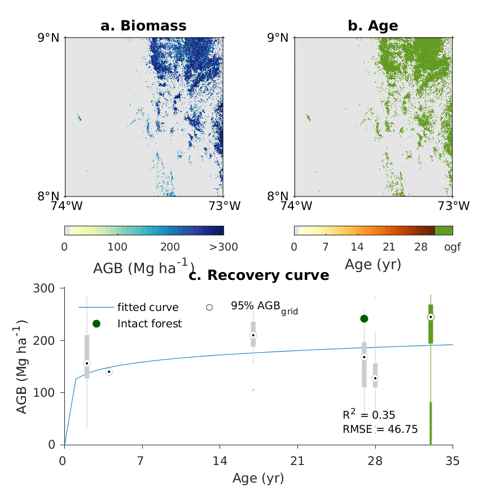 a. Biomass
b. Age
9°N
8°N
74°W
73°W
9°N
8°N
74°W
73°W
0 100 200 >300
AGB (Mg ha-1)
0 7 14 21 28 ogf
Age (yr)
c. Recovery curve
AGB (Mg ha-1)
300
200
100
0
fitted curve
Intact forest
95% AGBgrid
R2 = 0.35
RMSE = 46.75
0 7 14 21 28 35
Age (yr)